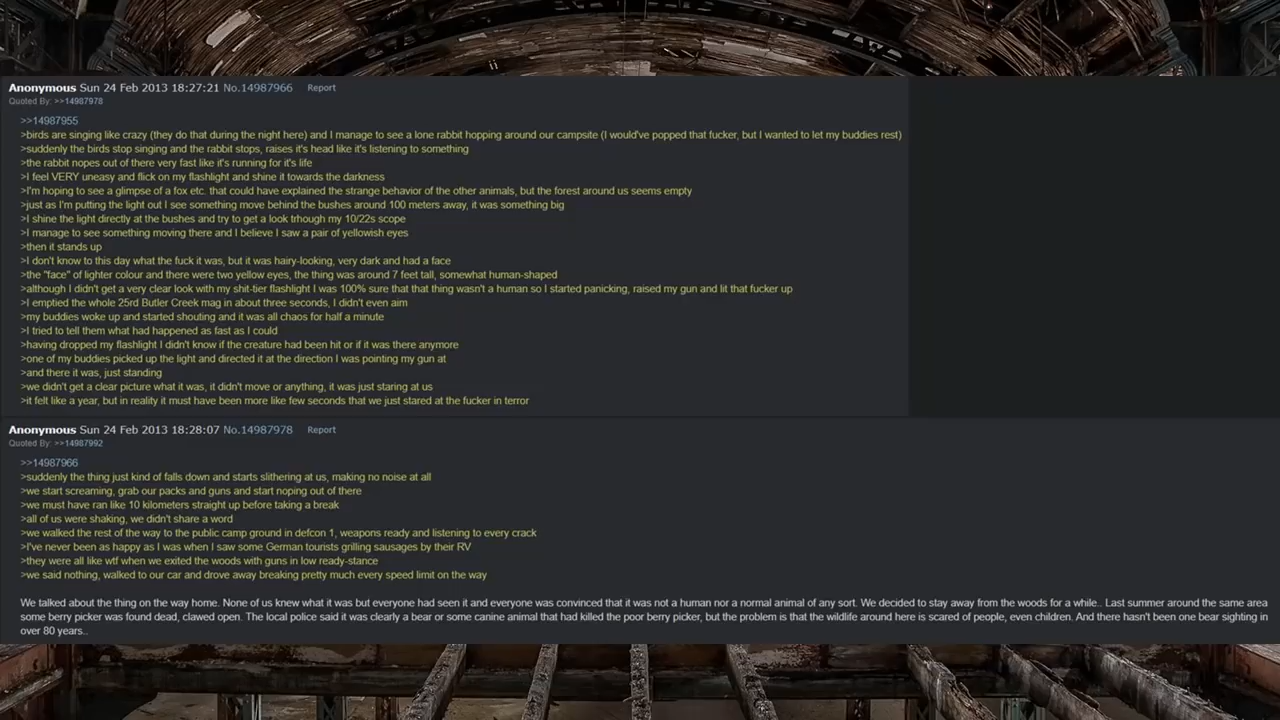 Anonymous Sun 24 Feb 2013 18:27:21 No.14987966 Report
Quoted By: >>14987978
>>14987955
>birds are singing like crazy (they do that during the night here) and I manage to see a lone rabbit hopping around our campsite (I would've popped that fucker, but I wanted to let my buddies rest)
>suddenly the birds stop singing and the rabbit stops, raises it's head like it's listening to something
>the rabbit nopes out of there very fast like it's running for it's life
>I feel VERY uneasy and flick on my flashlight and shine it towards the darkness
>I'm hoping to see a glimpse of a fox etc. that could have explained the strange behavior of the other animals, but the forest around us seems empty
>just as I'm putting the light out I see something move behind the bushes around 100 meters away, it was something big
>I shine the light directly at the bushes and try to get a look trhough my 10/22s scope
>I manage to see something moving there and I believe I saw a pair of yellowish eyes
>then it stands up
>I don't know to this day what the fuck it was, but it was hairy-looking, very dark and had a face
>the "face" of lighter colour and there were two yellow eyes, the thing was around 7 feet tall, somewhat human-shaped
>although I didn't get a very clear look with my shit-tier flashlight I was 100% sure that that thing wasn't a human so I started panicking, raised my gun and lit that fucker up
>I emptied the whole 25rd Butler Creek mag in about three seconds, I didn't even aim
>my buddies woke up and started shouting and it was all chaos for half a minute
>I tried to tell them what had happened as fast as I could
>having dropped my flashlight I didn't know if the creature had been hit or if it was there anymore
>one of my buddies picked up the light and directed it at the direction I was pointing my gun at
>and there it was, just standing
>we didn't get a clear picture what it was, it didn't move or anything, it was just staring at us
>it felt like a year, but in reality it must have been more like few seconds that we just stared at the fucker in terror
Anonymous Sun 24 Feb 2013 18:28:07 No.14987978 Report
Quoted By: >>14987992
>>14987966
>suddenly the thing just kind of falls down and starts slithering at us, making no noise at all
>we start screaming, grab our packs and guns and start noping out of there
>we must have ran like 10 kilometers straight up before taking a break
>all of us were shaking, we didn't share a word
>we walked the rest of the way to the public camp ground in defcon 1, weapons ready and listening to every crack
>I've never been as happy as I was when I saw some German tourists grilling sausages by their RV
>they were all like wtf when we exited the woods with guns in low ready-stance
>we said nothing, walked to our car and drove away breaking pretty much every speed limit on the way
We talked about the thing on the way home. None of us knew what it was but everyone had seen it and everyone was convinced that it was not a human nor a normal animal of any sort. We decided to stay away from the woods for a while.. Last summer around the same area
some berry picker was found dead, clawed open. The local police said it was clearly a bear or some canine animal that had killed the poor berry picker, but the problem is that the wildlife around here is scared of people, even children. And there hasn't been one bear sighting in
over 80 years..